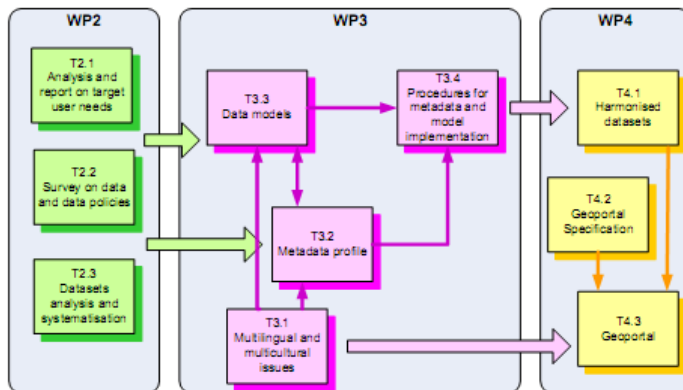 WP2
T2.1
Analysis and
report on target
user needs
T2.2
Survey on data
and data policies
T2.3
Datasets
analysis and
systematisation
WP3
T3.3
Data models
T3.4
Procedures for
metadata and
model
implementation
T3.2
Metadata profile
T3.1
Multilingual and
multicultural
issues
WP4
T4.1
Harmonised
datasets
T4.2
Geoportal
Specification
T4.3
Geoportal